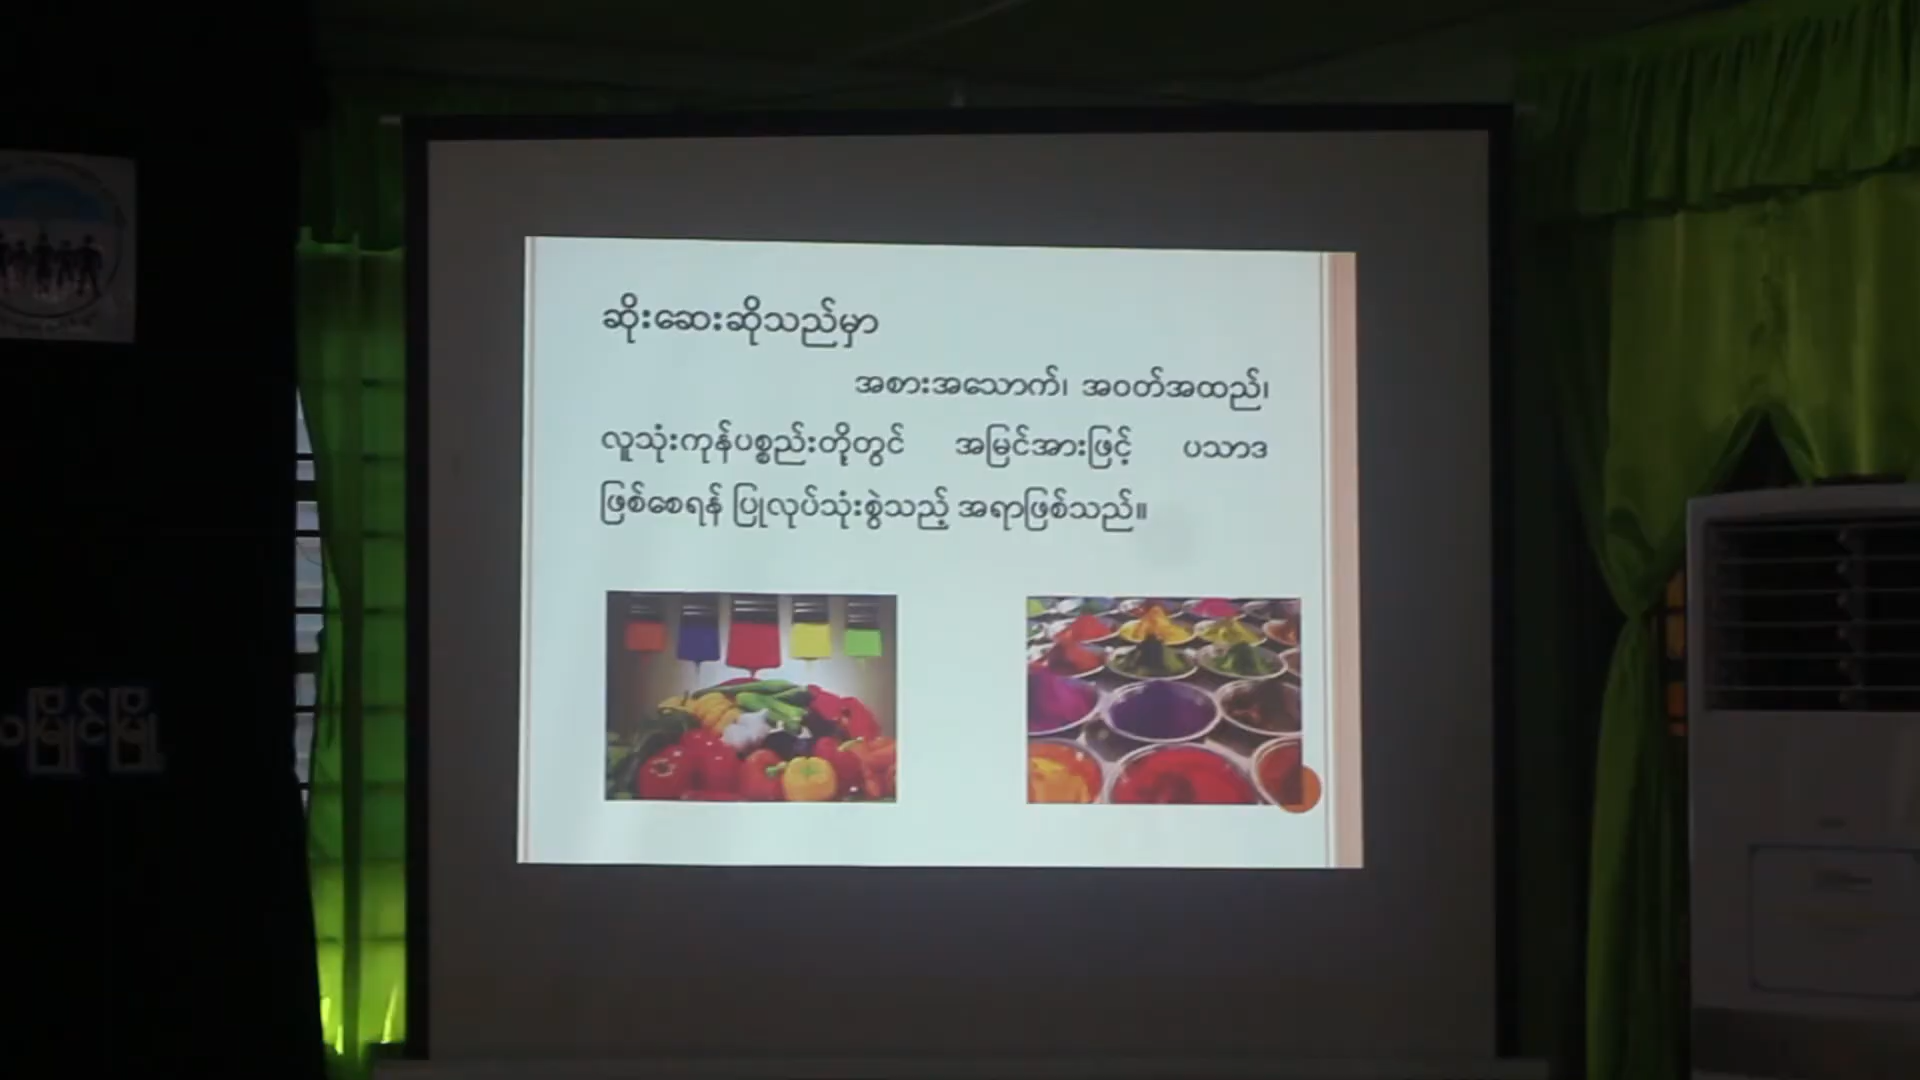 ဆိုးဆေးဆိုသည်မှာ
အစားအသောက်၊ အဝတ်အထည်၊
လူသုံးကုန်ပစ္စည်းတို့တွင် အမြင်အားဖြင့် ပသာဒ
ဖြစ်စေရန် ပြုလုပ်သုံးစွဲသည့် အရာဖြစ်သည်။